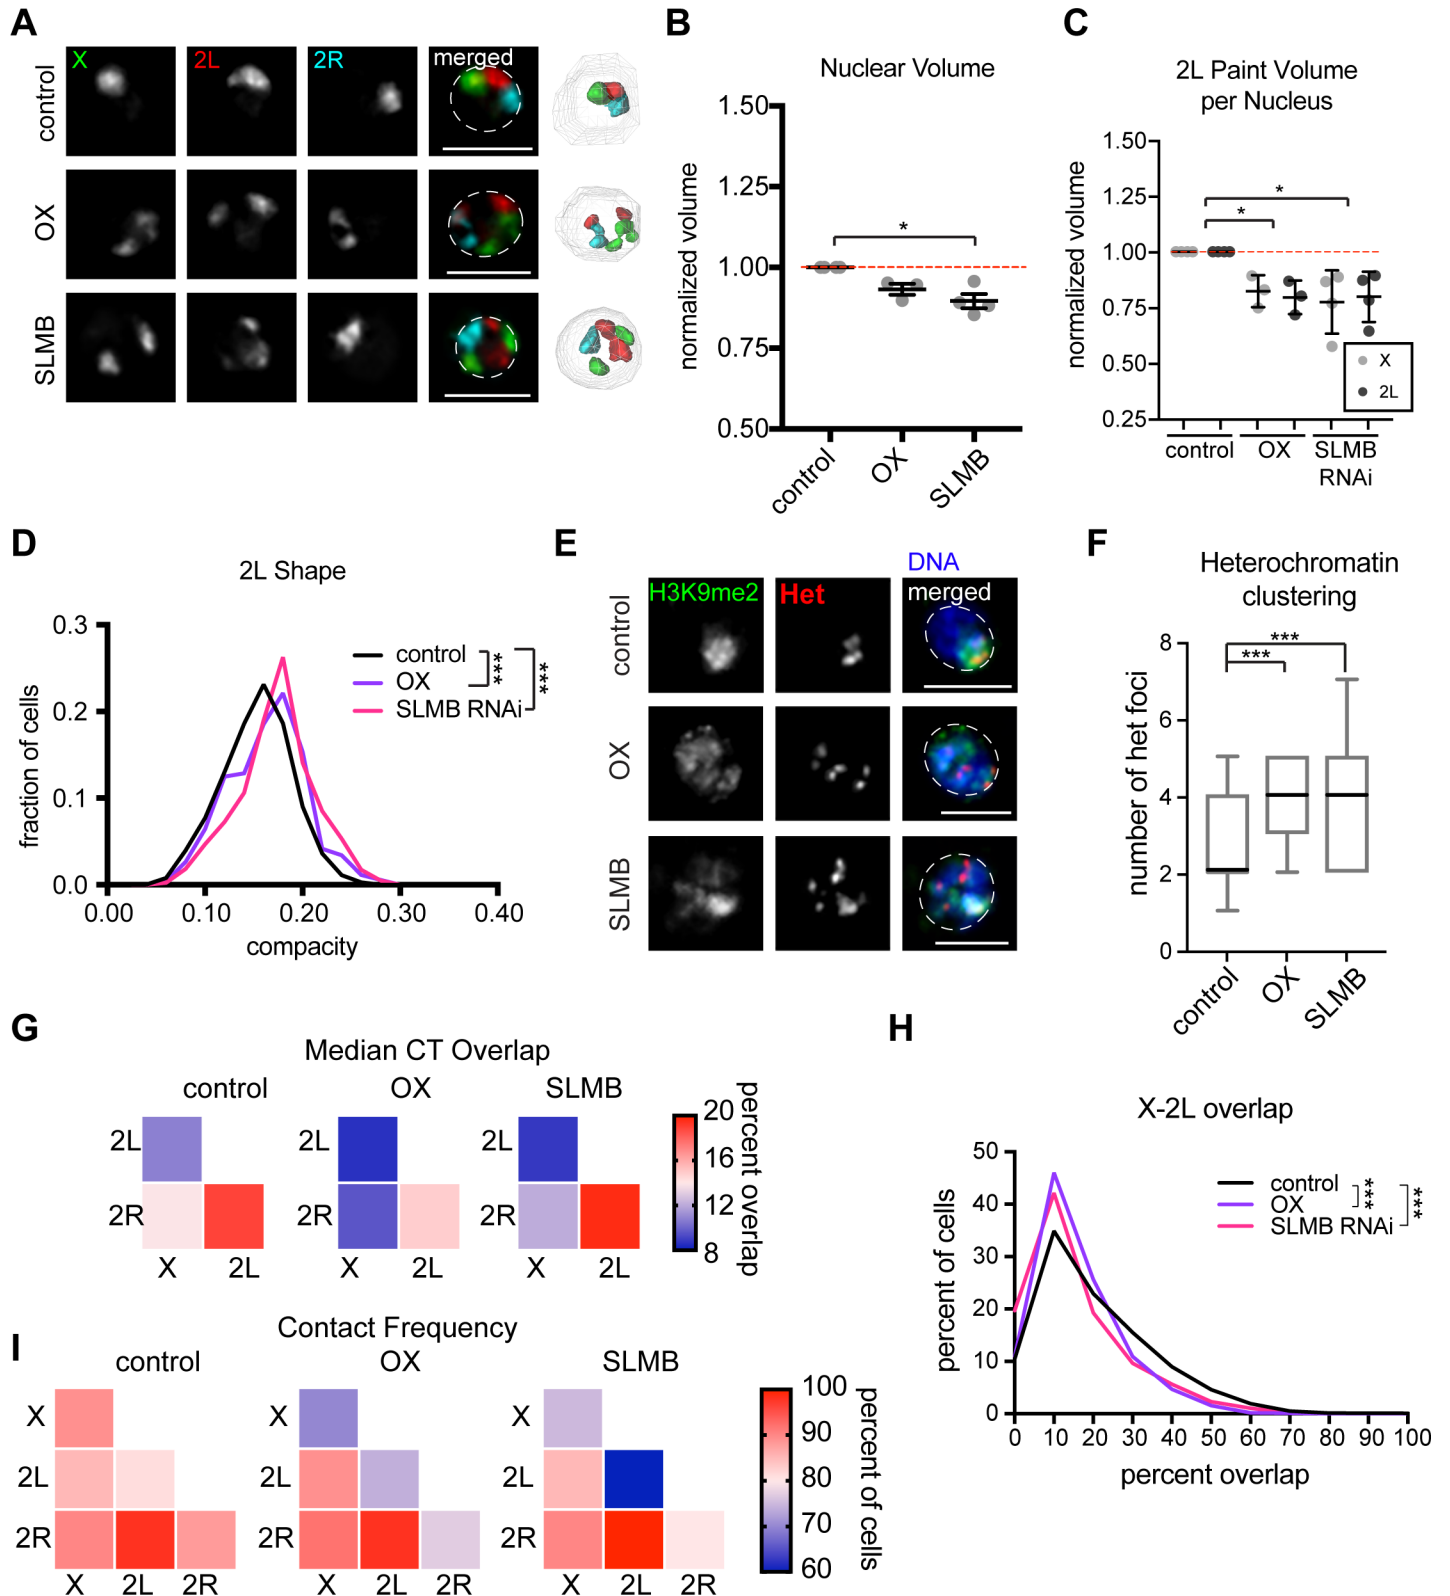 A
X
2L
2R
merged
control
OX
SLMB
B
Nuclear Volume
normalized volume
1.50
1.25
1.00
0.75
0.50
*
control
OX
SLMB
C
2L Paint Volume
per Nucleus
normalized volume
1.50
1.25
1.00
0.75
0.50
0.25
*
*
X
2L
control
OX
SLMB
RNAi
D
2L Shape
fraction of cells
0.3
0.2
0.1
0.0
0.00
0.10
0.20
0.30
0.40
compacity
control
OX
SLMB RNAi
***
***
E
DNA
H3K9me2
Het
merged
control
OX
SLMB
F
Heterochromatin
clustering
number of het foci
8
6
4
2
0
***
***
control
OX
SLMB
G
Median CT Overlap
control
OX
SLMB
2L
2R
X
2L
2L
2R
X
2L
2L
2R
X
2L
20
16
12
8
percent overlap
H
X-2L overlap
percent of cells
50
40
30
20
10
0
0
10
20
30
40
50
60
70
80
90
100
percent overlap
control
OX
SLMB RNAi
***
***
I
Contact Frequency
control
OX
SLMB
X
2L
2R
X
2L
2R
X
2L
2R
X
2L
2R
X
2L
2R
X
2L
2R
100
90
80
70
60
percent of cells